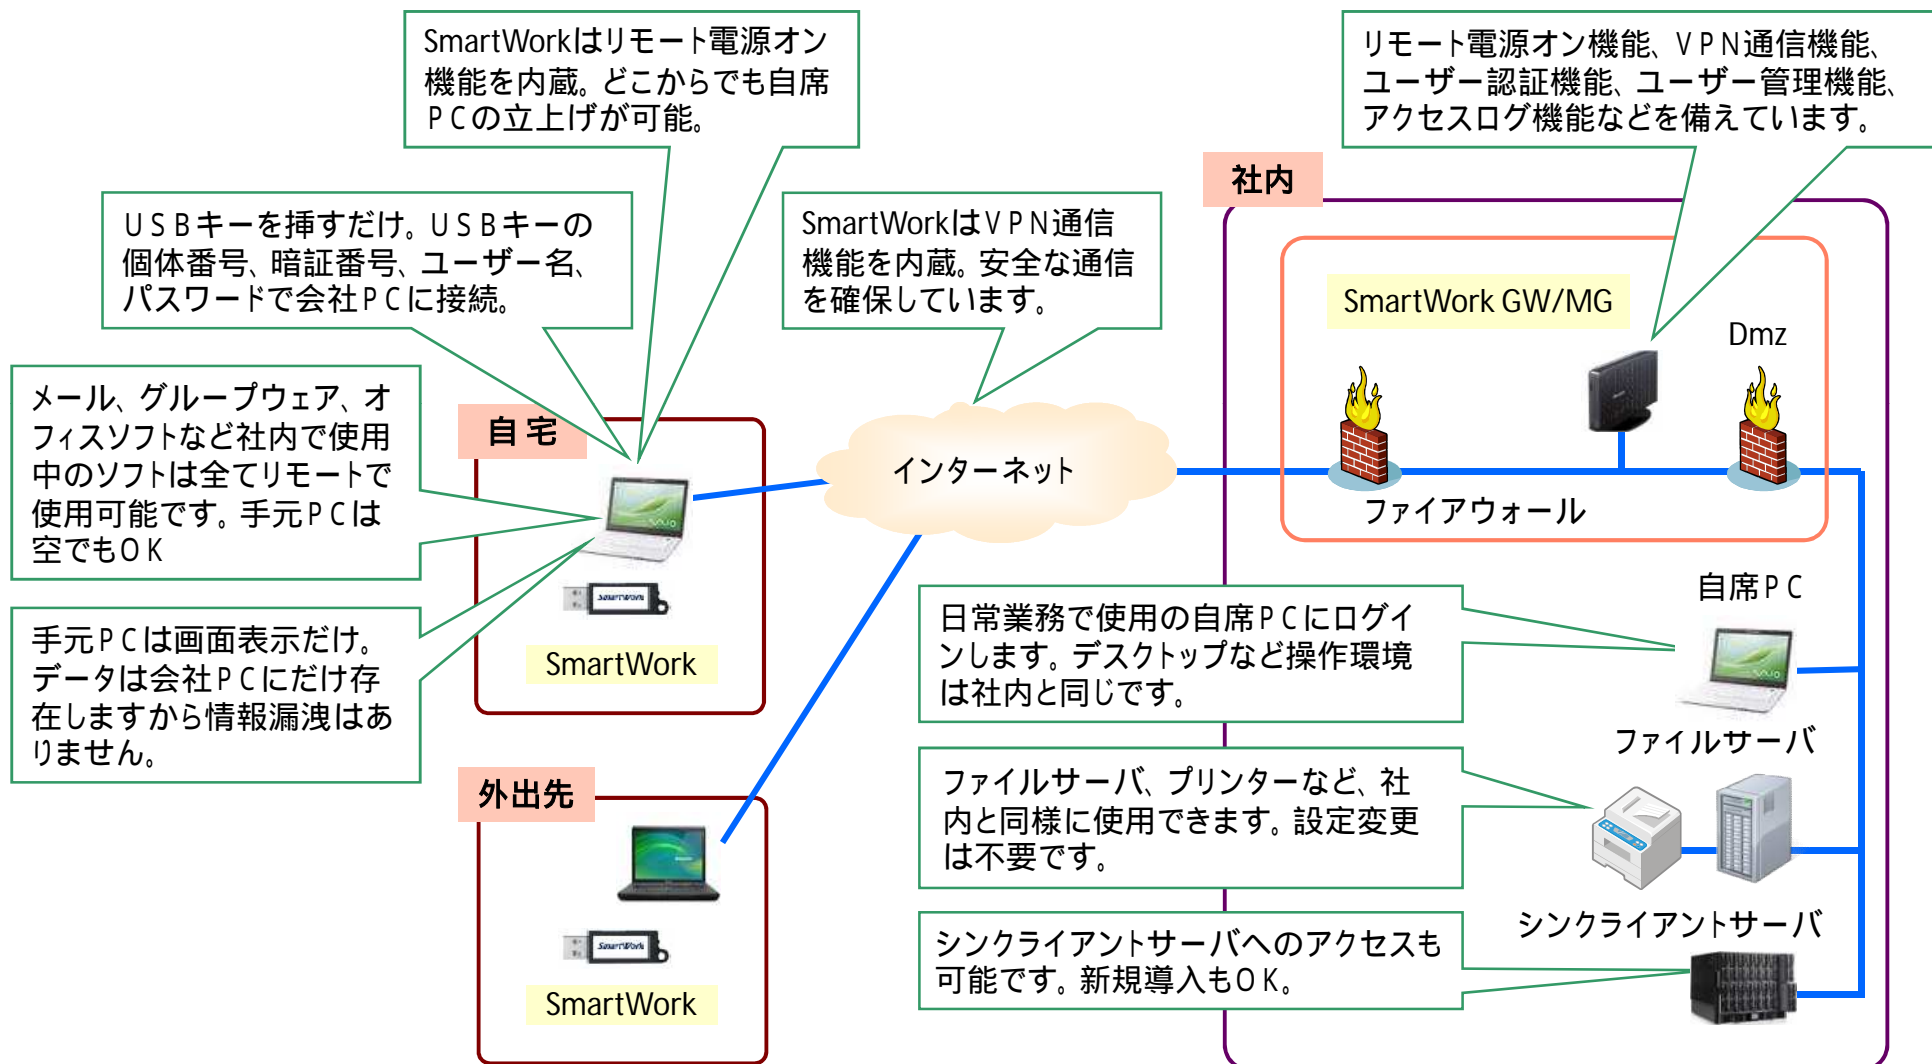 SmartWorkはリモート電源オン
機能を内蔵。どこからでも自席
PCの立上げが可能。
リモート電源オン機能、VPN通信機能、
ユーザー認証機能、ユーザー管理機能、
アクセスログ機能などを備えています。
社内
USBキーを挿すだけ。USBキーの
個体番号、暗証番号、ユーザー名、
パスワードで会社PCに接続。
SmartWorkはVPN通信
機能を内蔵。安全な通信
を確保しています。
SmartWork GW/MG
Dmz
メール、グループウェア、オ
フィスソフトなど社内で使用
中のソフトは全てリモートで
使用可能です。手元PCは
空でもOK
自宅
インターネット
ファイアウォール
SmartWork
SmartWork
手元PCは画面表示だけ。
データは会社PCにだけ存
在しますから情報漏洩はあ
りません。
自席PC
日常業務で使用の自席PCにログイ
ンします。デスクトップなど操作環境
は社内と同じです。
ファイルサーバ
外出先
ファイルサーバ、プリンターなど、社
内と同様に使用できます。設定変更
は不要です。
シンクライアントサーバ
シンクライアントサーバへのアクセスも
可能です。新規導入もOK。
SmartWork
SmartWork